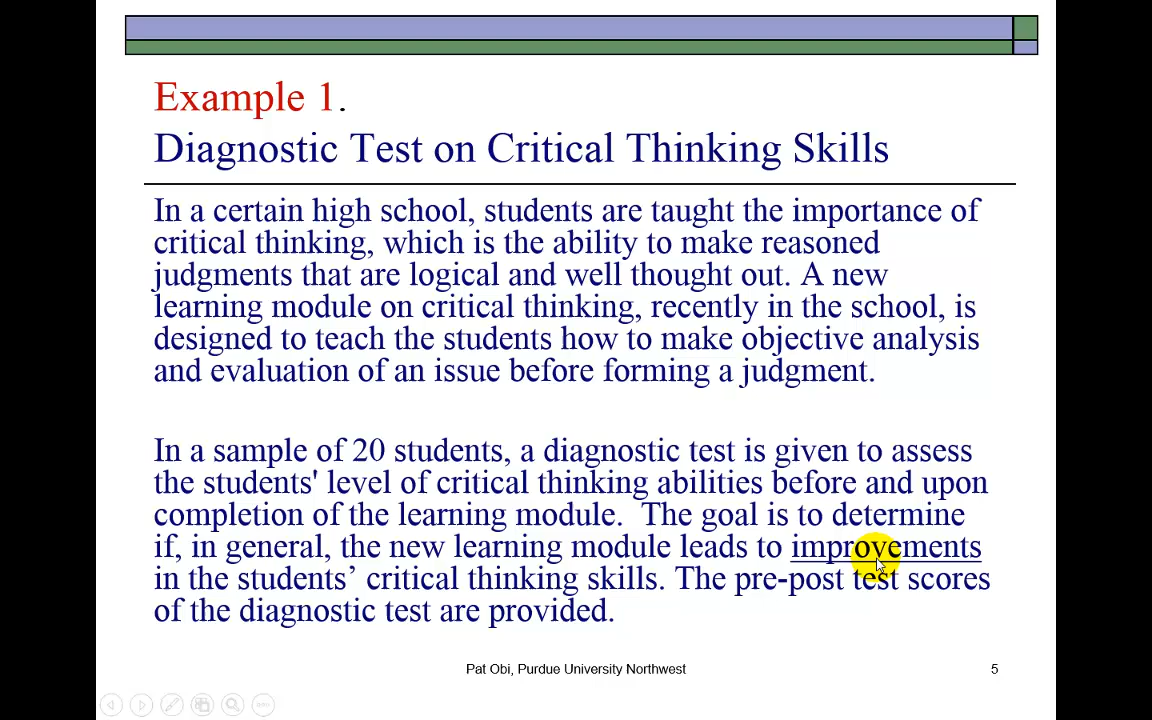 Example 1.
Diagnostic Test on Critical Thinking Skills
In a certain high school, students are taught the importance of
critical thinking, which is the ability to make reasoned
judgments that are logical and well thought out. A new
learning module on critical thinking, recently in the school, is
designed to teach the students how to make objective analysis
and evaluation of an issue before forming a judgment.
In a sample of 20 students, a diagnostic test is given to assess
the students' level of critical thinking abilities before and upon
completion of the learning module.  The goal is to determine
if, in general, the new learning module leads to improvements
in the students’ critical thinking skills. The pre-post test scores
of the diagnostic test are provided.
Pat Obi, Purdue University Northwest
5